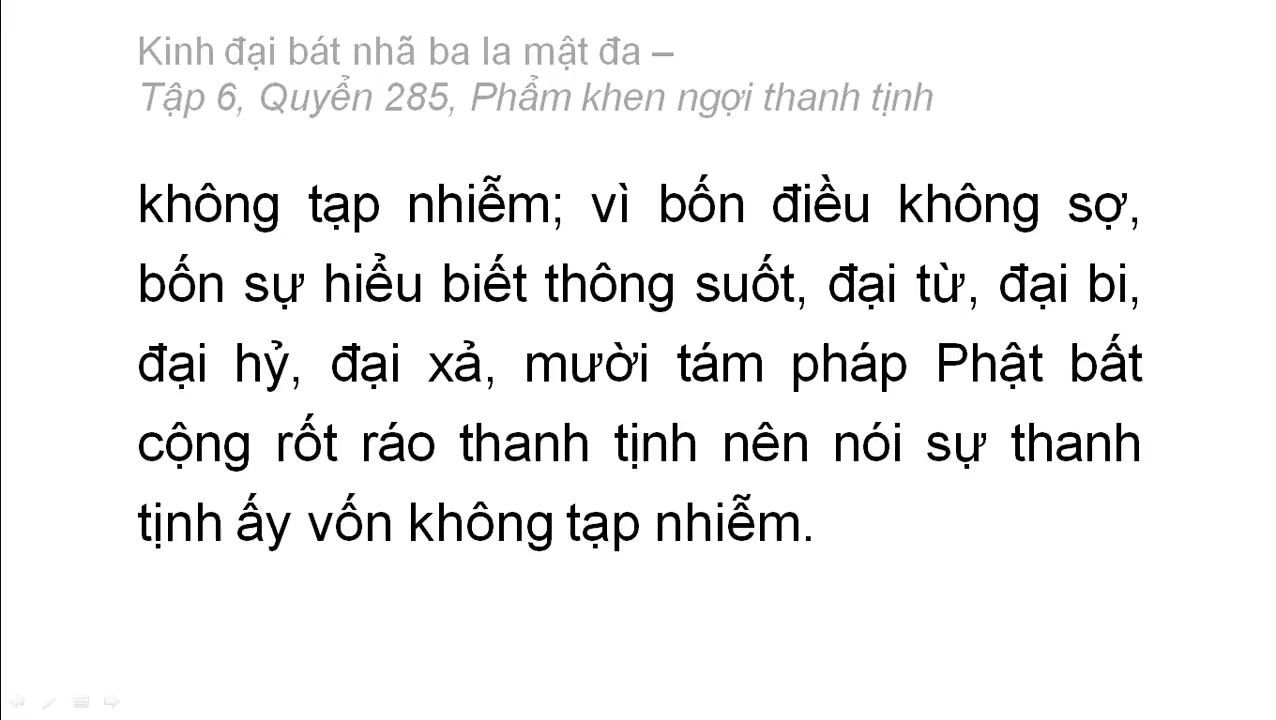 Kinh đại bát nhã ba la mật đa –
Tập 6, Quyển 285, Phẩm khen ngợi thanh tịnh
không tạp nhiễm; vì bốn điều không sợ,
bốn sự hiểu biết thông suốt, đại từ, đại bi,
đại hỷ, đại xả, mười tám pháp Phật bất
cộng rốt ráo thanh tịnh nên nói sự thanh
tịnh ấy vốn không tạp nhiễm.